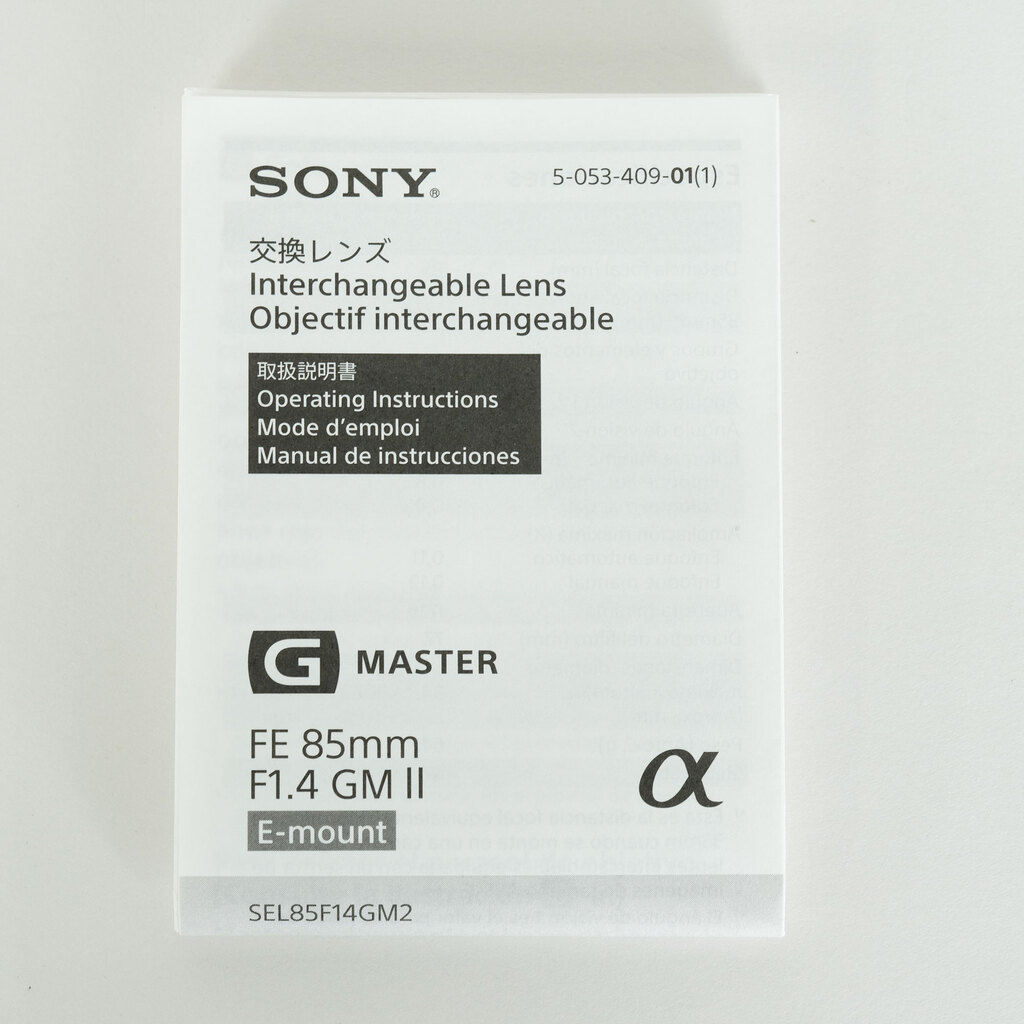 SONY®
5-053-409-01(1)
交換レンズ
Interchangeable Lens
Objectif interchangeable
取扱説明書
Operating Instructions
Mode d'emploi
Manual de instrucciones
G MASTER
FE 85mm
F1.4 GM II
α
E-mount
SEL85F14GM2